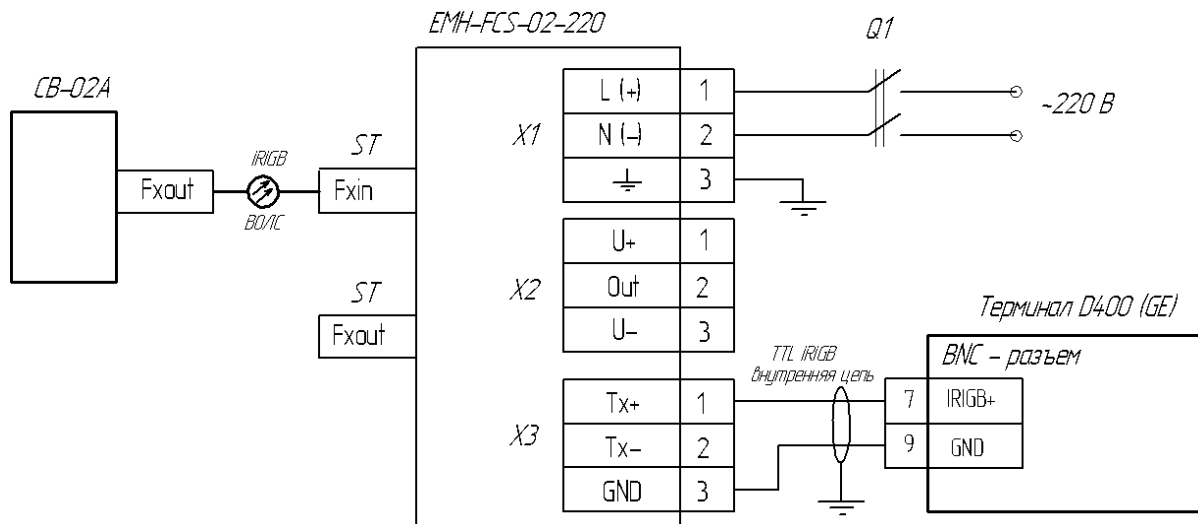 EMH-FCS-02-220
Q1
СВ-02А
L (+) 1
~220 В
X1
N (-) 2
3
IRIGB
ST
Fxout
Fxin
ВОЛС
U+ 1
X2
Out 2
U- 3
ST
Fxout
Терминал D400 (GE)
TTL IRIGB
внутренняя цепь
BNC - разъем
Tx+ 1
7 IRIGB+
X3
Tx- 2
9 GND
GND 3